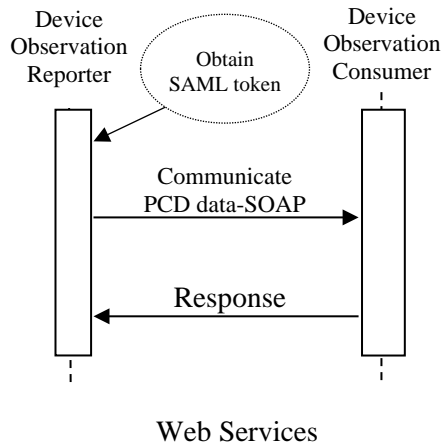 Device
Observation
Reporter
Obtain
SAML token
Device
Observation
Consumer
Communicate
PCD data-SOAP
Response
Web Services